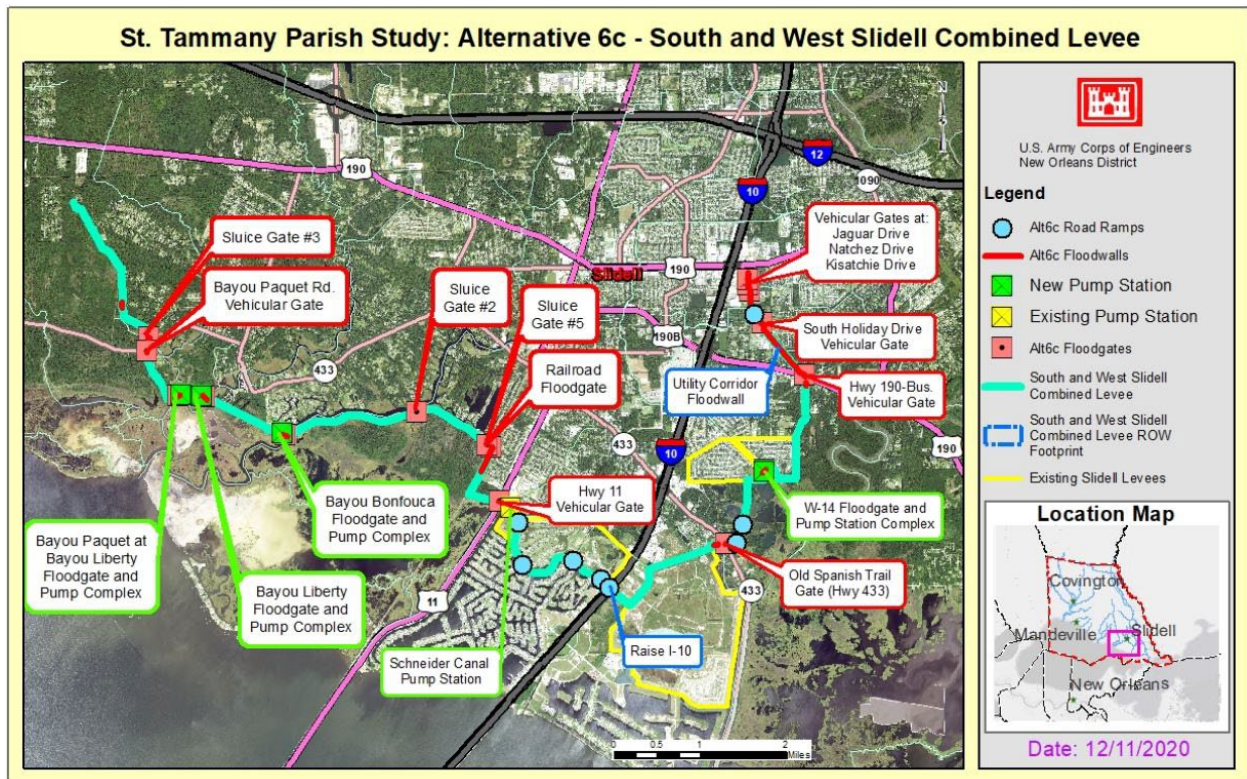 St. Tammany Parish Study: Alternative 6c - South and West Slidell Combined Levee
N
S
190
12
10
1090
Sluice Gate #3
Bayou Paquet Rd.
Vehicular Gate
Sluice
Gate #2
Sluice
Gate #5
Railroad
Floodgate
Slidell
190
Vehicular Gates at:
Jaguar Drive
Natchez Drive
Kisatchie Drive
190B
South Holiday Drive
Vehicular Gate
433
Utility Corridor
Floodwall
Hwy 190-Bus.
Vehicular Gate
433
10
190
Bayou Paquet at
Bayou Liberty
Floodgate and
Pump Complex
Bayou Liberty
Floodgate and
Pump Complex
Bayou Bonfouca
Floodgate and
Pump Complex
Hwy 11
Vehicular Gate
W-14 Floodgate and
Pump Station Complex
Old Spanish Trail
Gate (Hwy 433)
433
11
Schneider Canal
Pump Station
Raise I-10
0 0.5 1 2
Miles
U.S. Army Corps of Engineers
New Orleans District
Legend
Alt6c Road Ramps
Alt6c Floodwalls
New Pump Station
Existing Pump Station
Alt6c Floodgates
South and West Slidell
Combined Levee
South and West Slidell
Combined Levee ROW
Footprint
Existing Slidell Levees
Location Map
Covington
Mandeville
Slidell
New Orleans
Date: 12/11/2020